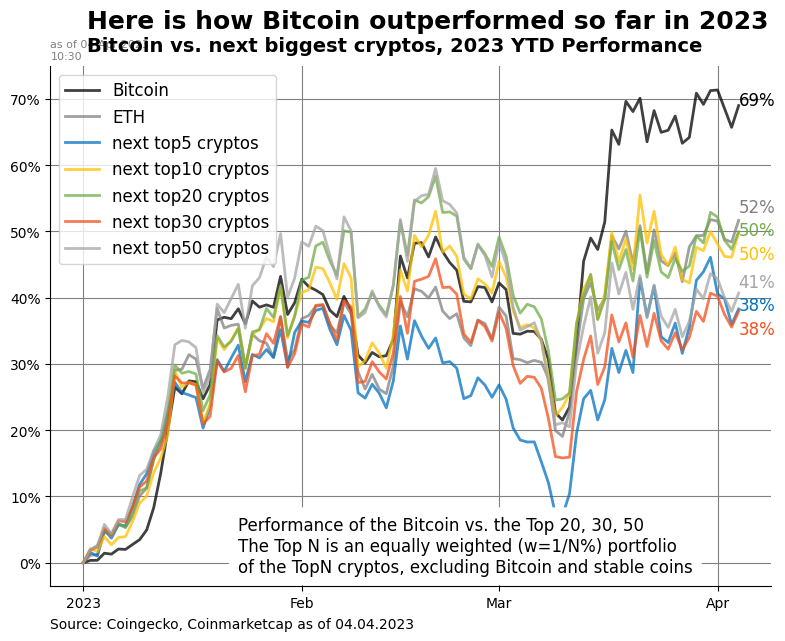 Here is how Bitcoin outperformed so far in 2023
Bitcoin vs. next biggest cryptos, 2023 YTD Performance
as of 0
10:30
Bitcoin
ETH
next top5 cryptos
next top10 cryptos
next top20 cryptos
next top30 cryptos
next top50 cryptos
70%
60%
50%
40%
30%
20%
10%
0%
69%
52%
50%
50%
41%
38%
38%
Performance of the Bitcoin vs. the Top 20, 30, 50
The Top N is an equally weighted (w=1/N%) portfolio
of the TopN cryptos, excluding Bitcoin and stable coins
2023 Feb Mar Apr
Source: Coingecko, Coinmarketcap as of 04.04.2023